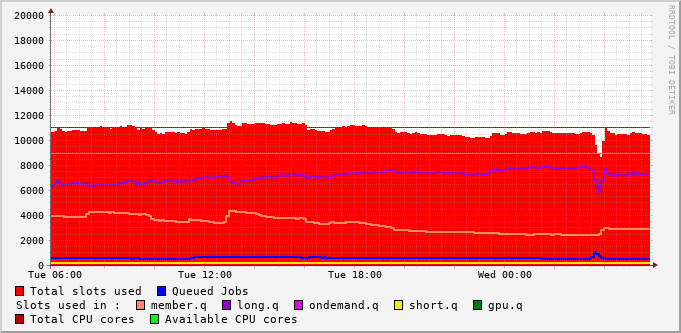 RRDTOOL / TOBI OETIKER
20000
18000
16000
14000
12000
10000
8000
6000
4000
2000
0
Tue 06:00 Tue 12:00 Tue 18:00 Wed 00:00
Total slots used Queued Jobs
Slots used in : member.q long.q ondemand.q short.q gpu.q
Total CPU cores Available CPU cores